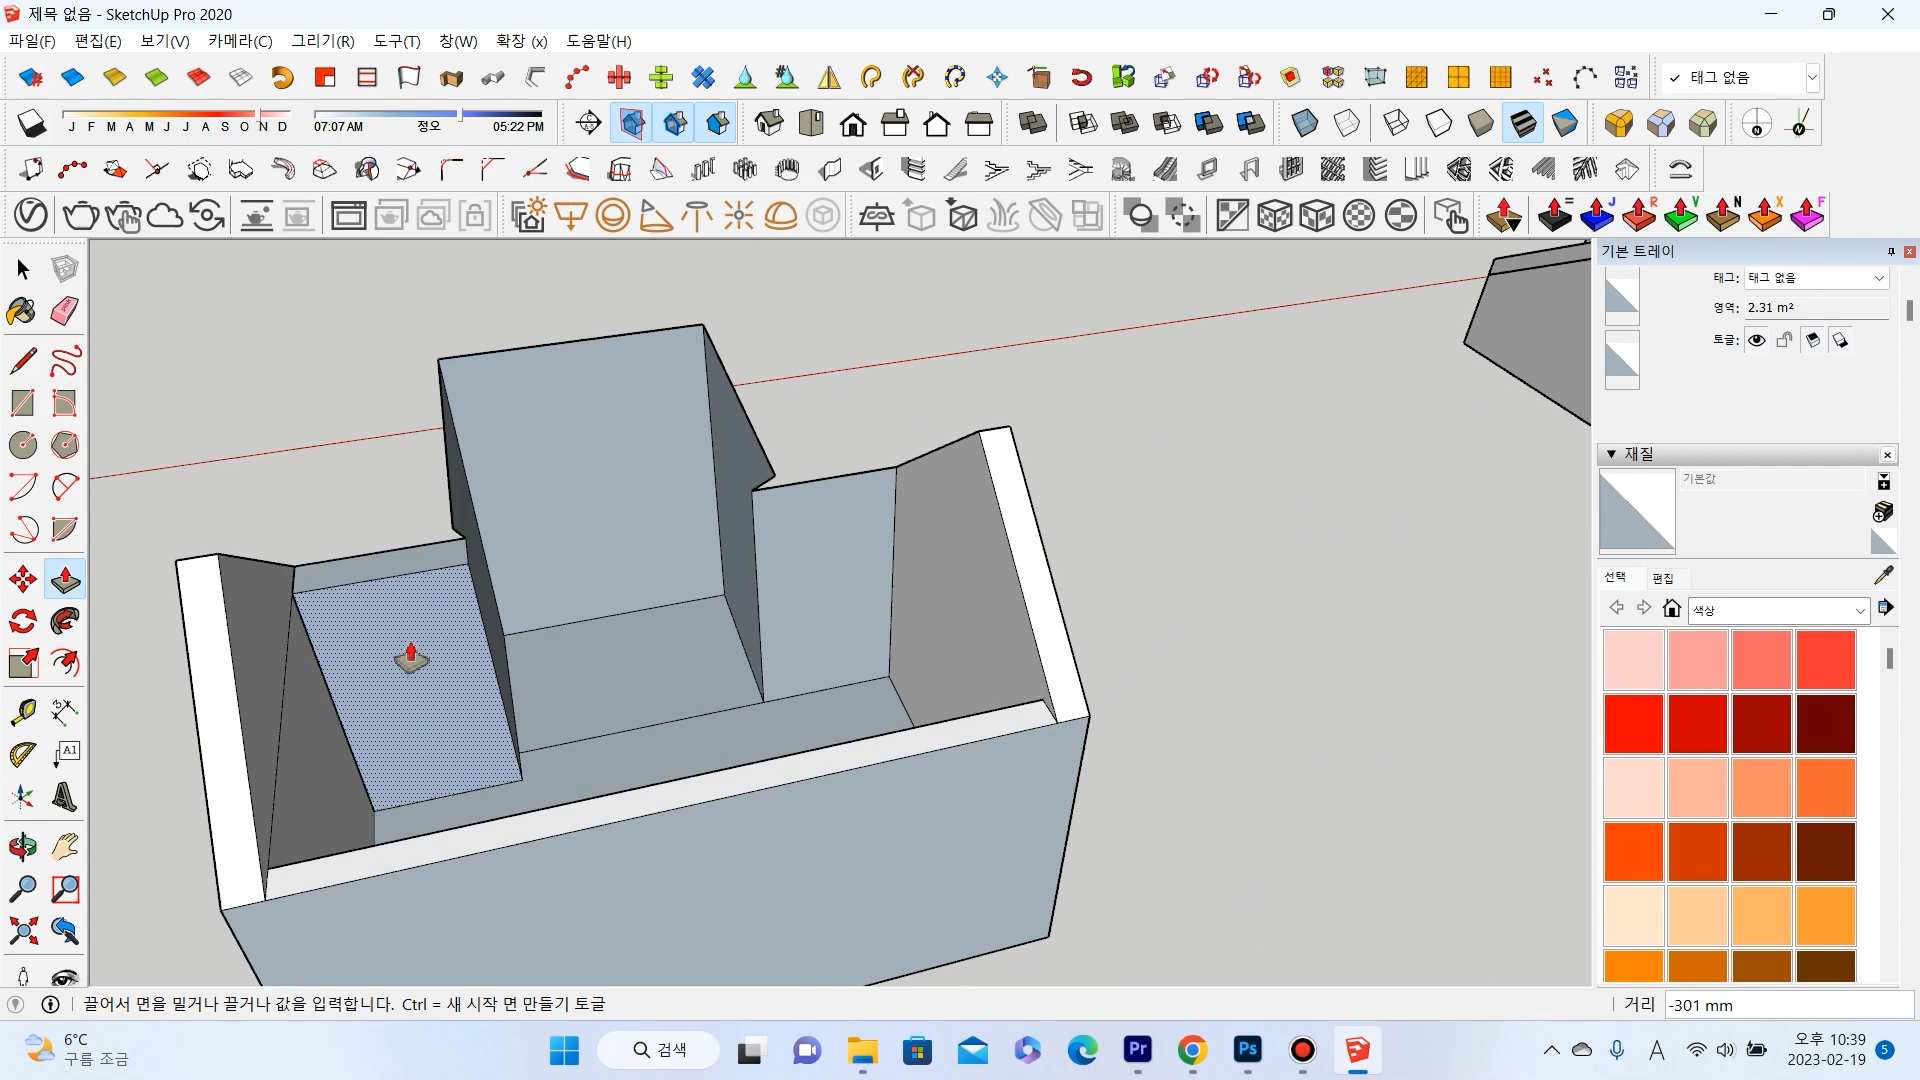 제목 없음 - SketchUp Pro 2020
파일(F) 편집(E) 보기(V) 카메라(C) 그리기(R) 도구(T) 창(W) 확장 (x) 도움말(H)
태그 없음
J F M A M J J A S O N D
07:07 AM 정오 05:22 PM
J R V N X F
기본 트레이
태그: 태그 없음
영역: 2.31 m²
토글:
재질
기본값
선택 편집
색상
A1
끌어서 면을 밀거나 끌거나 값을 입력합니다. Ctrl = 새 시작 면 만들기 토글
거리 -301 mm
6°C
구름 조금
검색
Pr
Ps
A
오후 10:39
2023-02-19
5